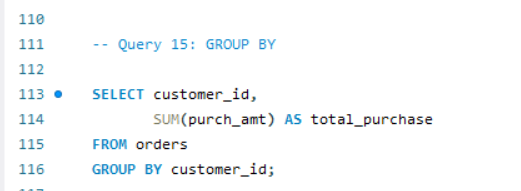 110
111 -- Query 15: GROUP BY
112
113 SELECT customer_id,
114 SUM(purch_amt) AS total_purchase
115 FROM orders
116 GROUP BY customer_id;